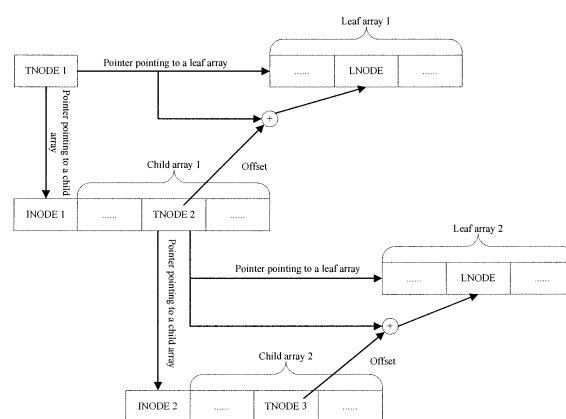 Leaf array 1
TNODE 1
Pointer pointing to a leaf array
......
LNODE
......
Pointer pointing to a child
array
Child array 1
Offset
+
INODE 1
......
TNODE 2
......
Leaf array 2
Pointer pointing to a child array
Pointer pointing to a leaf array
......
LNODE
......
+
Child array 2
Offset
INODE 2
......
TNODE 3
......